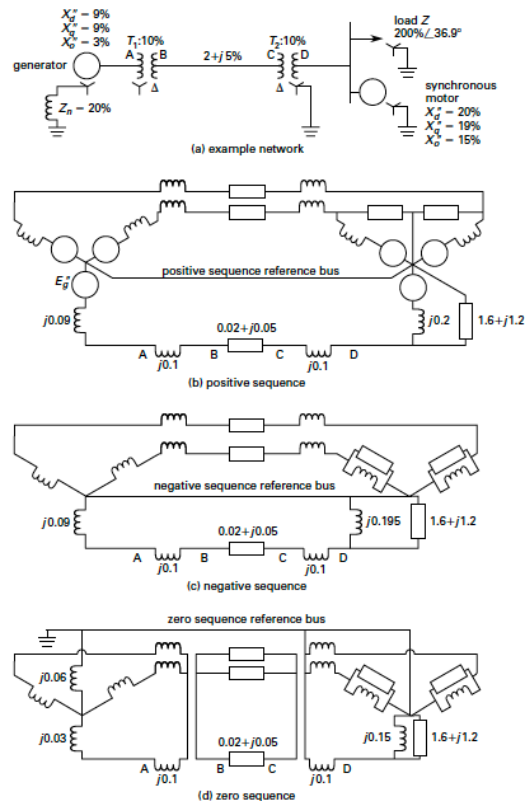 X″d – 9%
X″q – 9%
X″o – 3%
generator
Zn – 20%
T1:10%
A
B
Δ
2+j 5%
T2:10%
C
D
Δ
load Z
200%∠36.9°
synchronous
motor
X″d – 20%
X″q – 19%
X″o – 15%
(a) example network
positive sequence reference bus
E″g
j0.09
j0.2
1.6+j1.2
0.02+j0.05
A
B
C
D
j0.1
j0.1
(b) positive sequence
negative sequence reference bus
j0.09
j0.195
1.6+j1.2
0.02+j0.05
A
B
C
D
j0.1
j0.1
(c) negative sequence
zero sequence reference bus
j0.06
j0.03
j0.15
1.6+j1.2
0.02+j0.05
A
B
C
D
j0.1
j0.1
(d) zero sequence